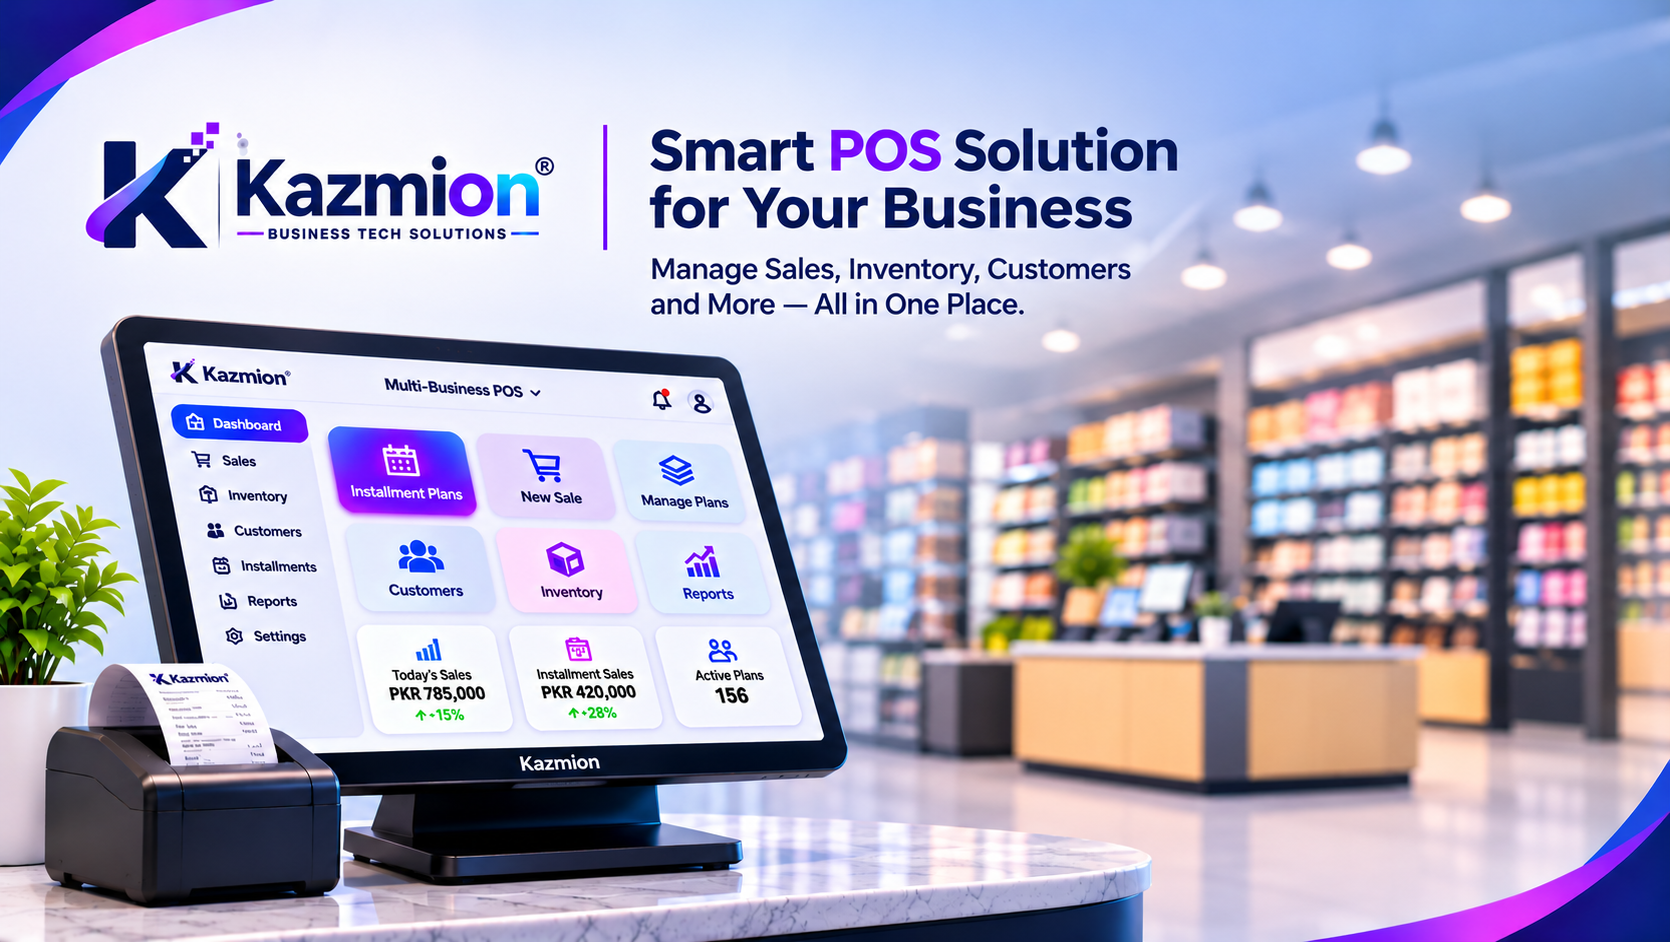 Kazmion®
BUSINESS TECH SOLUTIONS
Smart POS Solution
for Your Business
Manage Sales, Inventory, Customers
and More — All in One Place.
Kazmion®
Multi-Business POS
Dashboard
Sales
Inventory
Customers
Installments
Reports
Settings
Installment Plans
New Sale
Manage Plans
Customers
Inventory
Reports
Today's Sales
PKR 785,000
+15%
Installment Sales
PKR 420,000
+28%
Active Plans
156
Kazmion
Kazmion